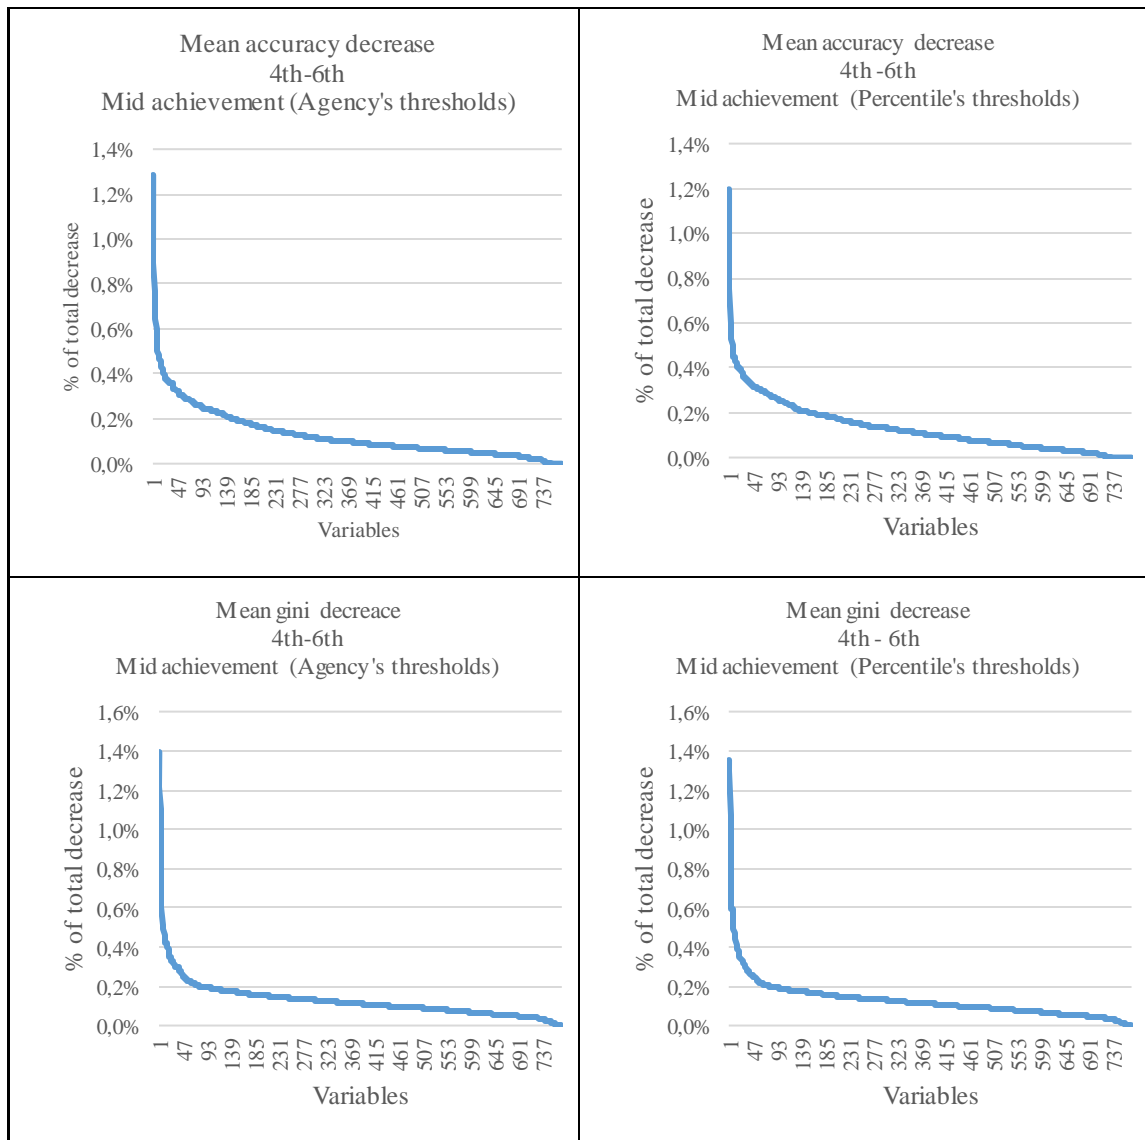 Mean accuracy decrease
4th-6th
Mid achievement (Agency's thresholds)
1,4%
1,2%
1,0%
0,8%
0,6%
0,4%
0,2%
0,0%
% of total decrease
1 47 93 139 185 231 277 323 369 415 461 507 553 599 645 691 737
Variables
Mean accuracy decrease
4th -6th
Mid achievement (Percentile's thresholds)
1,4%
1,2%
1,0%
0,8%
0,6%
0,4%
0,2%
0,0%
% of total decrease
1 47 93 139 185 231 277 323 369 415 461 507 553 599 645 691 737
Variables
Mean gini decreace
4th-6th
Mid achievement (Agency's thresholds)
1,6%
1,4%
1,2%
1,0%
0,8%
0,6%
0,4%
0,2%
0,0%
% of total decrease
1 47 93 139 185 231 277 323 369 415 461 507 553 599 645 691 737
Variables
Mean gini decrease
4th - 6th
Mid achievement (Percentile's thresholds)
1,6%
1,4%
1,2%
1,0%
0,8%
0,6%
0,4%
0,2%
0,0%
% of total decrease
1 47 93 139 185 231 277 323 369 415 461 507 553 599 645 691 737
Variables